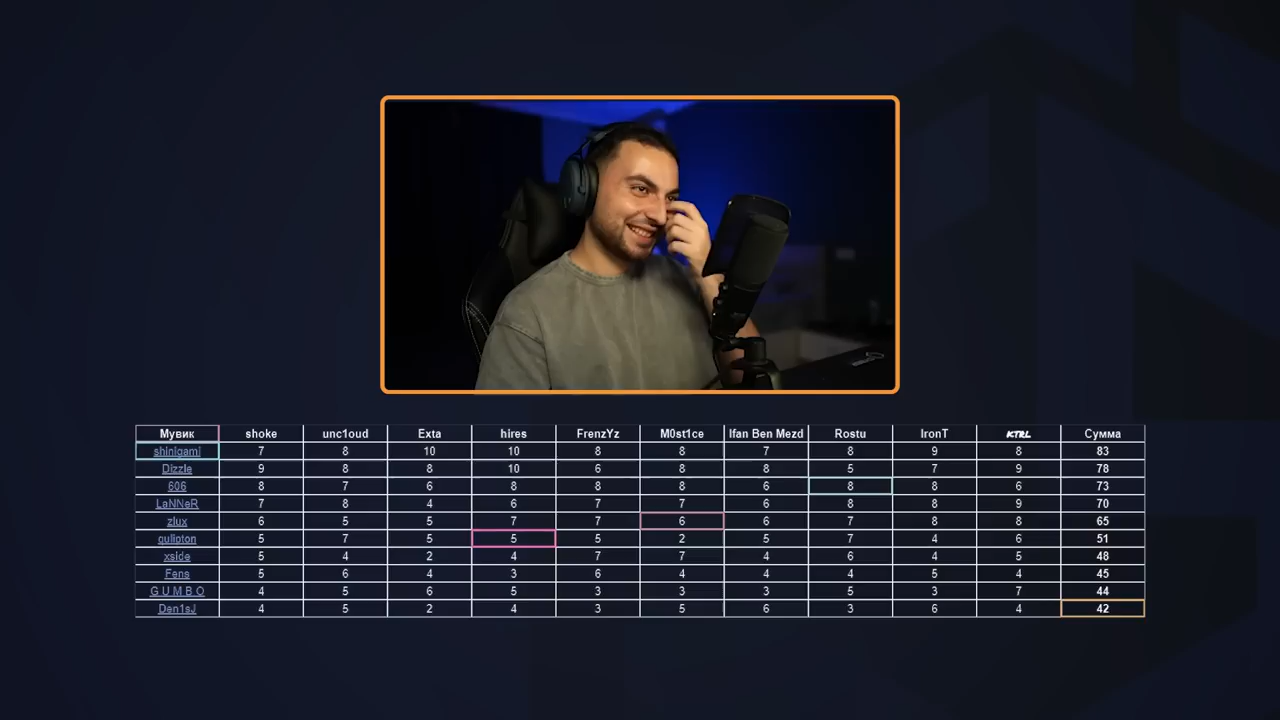 Мувик shoke unc1oud Exta hires FrenzYz M0st1ce Ifan Ben Mezd Rostu IronT KTRL Сумма
shinigami 7 8 10 10 8 8 7 8 9 8 83
Dizzle 9 8 8 10 6 8 8 5 7 9 78
606 8 7 6 8 8 8 6 8 8 6 73
LaNNeR 7 8 4 6 7 7 6 8 8 9 70
zlux 6 5 5 7 7 6 6 7 8 8 65
qulipton 5 7 5 5 5 2 5 7 4 6 51
xside 5 4 2 4 7 7 4 6 4 5 48
Fens 5 6 4 3 6 4 4 4 5 4 45
G U M B O 4 5 6 5 3 3 3 5 3 7 44
Den1sJ 4 5 2 4 3 5 6 3 6 4 42